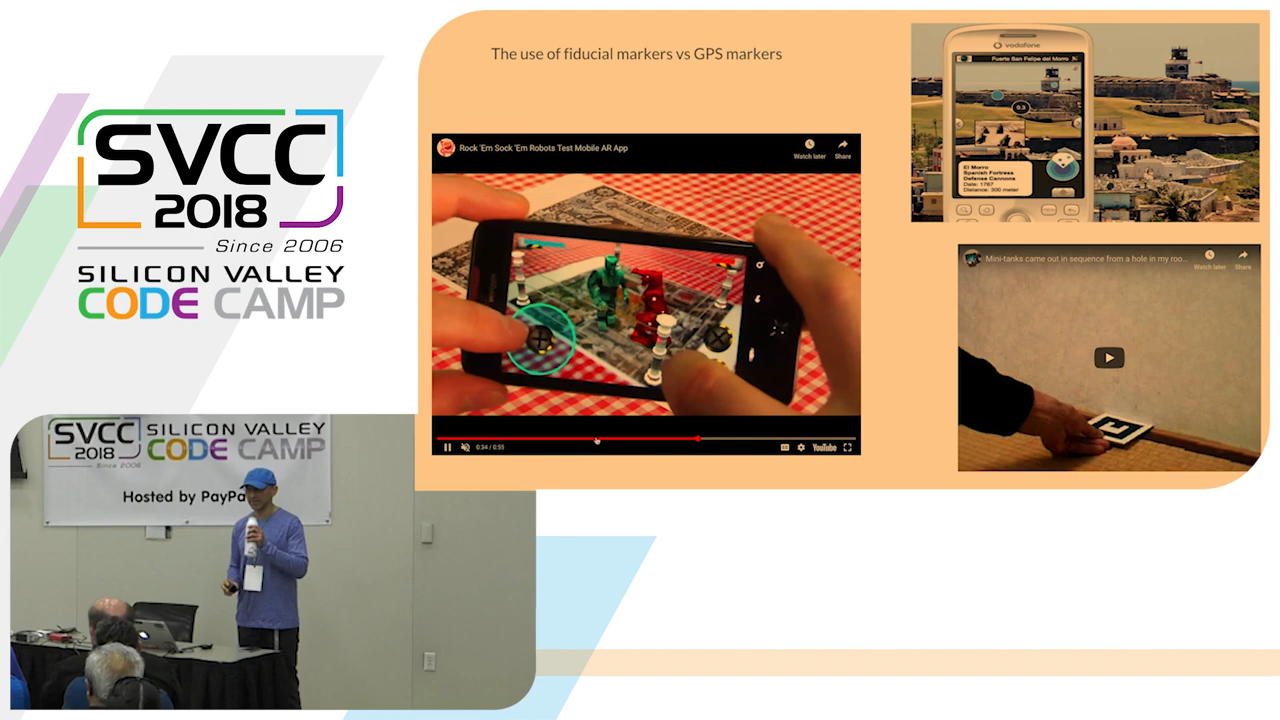 SVCC
2018
Since 2006
SILICON VALLEY
CODE CAMP
The use of fiducial markers vs GPS markers
Rock 'Em Sock 'Em Robots Test Mobile AR App
Watch later
Share
0:34 / 0:55
YouTube
vodafone
Fuerte San Felipe del Morro
0.3
El Morro
Spanish Fortress
Defense Cannons
Date: 1787
Distance: 300 meter
Mini-tanks came out in sequence from a hole in my roo...
Watch later
Share
SVCC
2018
Since 2006
SILICON VALLEY
CODE CAMP
Hosted by PayPa